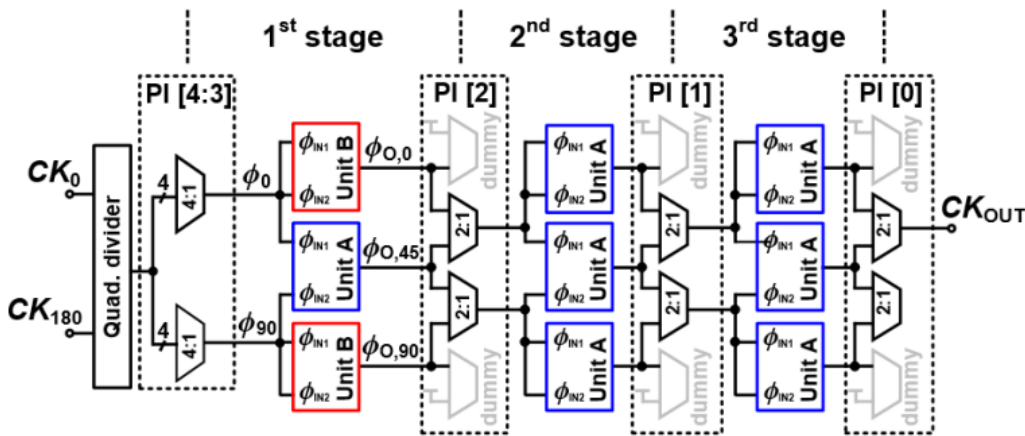 1st stage
2nd stage
3rd stage
PI [4:3]
PI [2]
PI [1]
PI [0]
CK0
CK180
Quad. divider
4
4:1
4
4:1
ϕ0
ϕ90
ϕIN1
ϕIN2
Unit B
ϕIN1
ϕIN2
Unit A
ϕIN1
ϕIN2
Unit B
ϕO,0
ϕO,45
ϕO,90
dummy
2:1
2:1
dummy
ϕIN1
ϕIN2
Unit A
ϕIN1
ϕIN2
Unit A
ϕIN1
ϕIN2
Unit A
dummy
2:1
2:1
dummy
ϕIN1
ϕIN2
Unit A
ϕIN1
ϕIN2
Unit A
ϕIN1
ϕIN2
Unit A
dummy
2:1
2:1
dummy
CKOUT